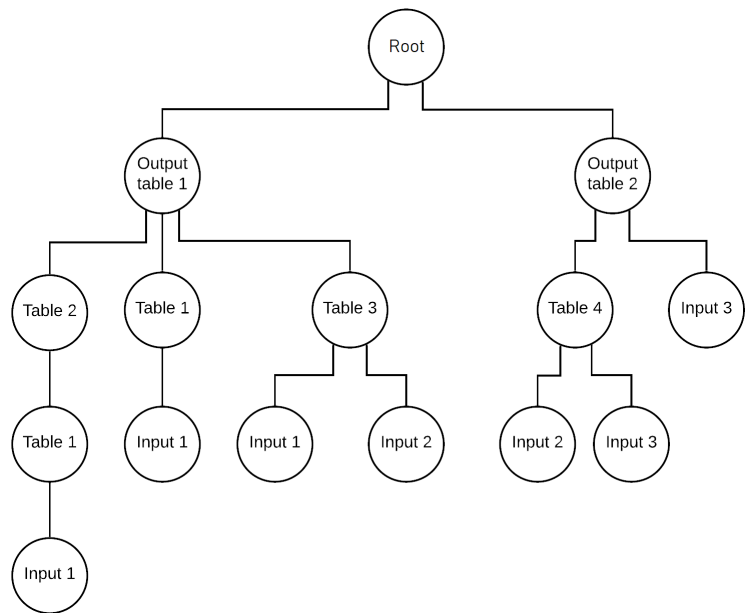 Root
Output
table 1
Output
table 2
Table 2
Table 1
Table 3
Table 4
Input 3
Table 1
Input 1
Input 1
Input 2
Input 2
Input 3
Input 1